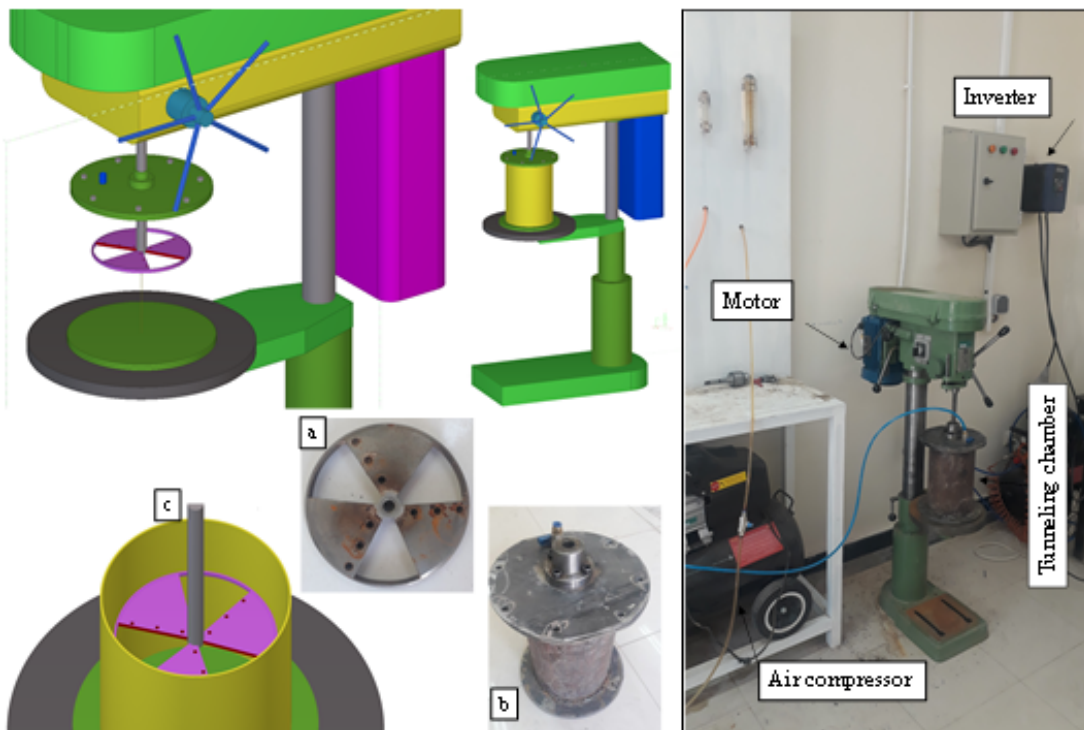 a
c
b
Inverter
Motor
Tunneling chamber
Air compressor